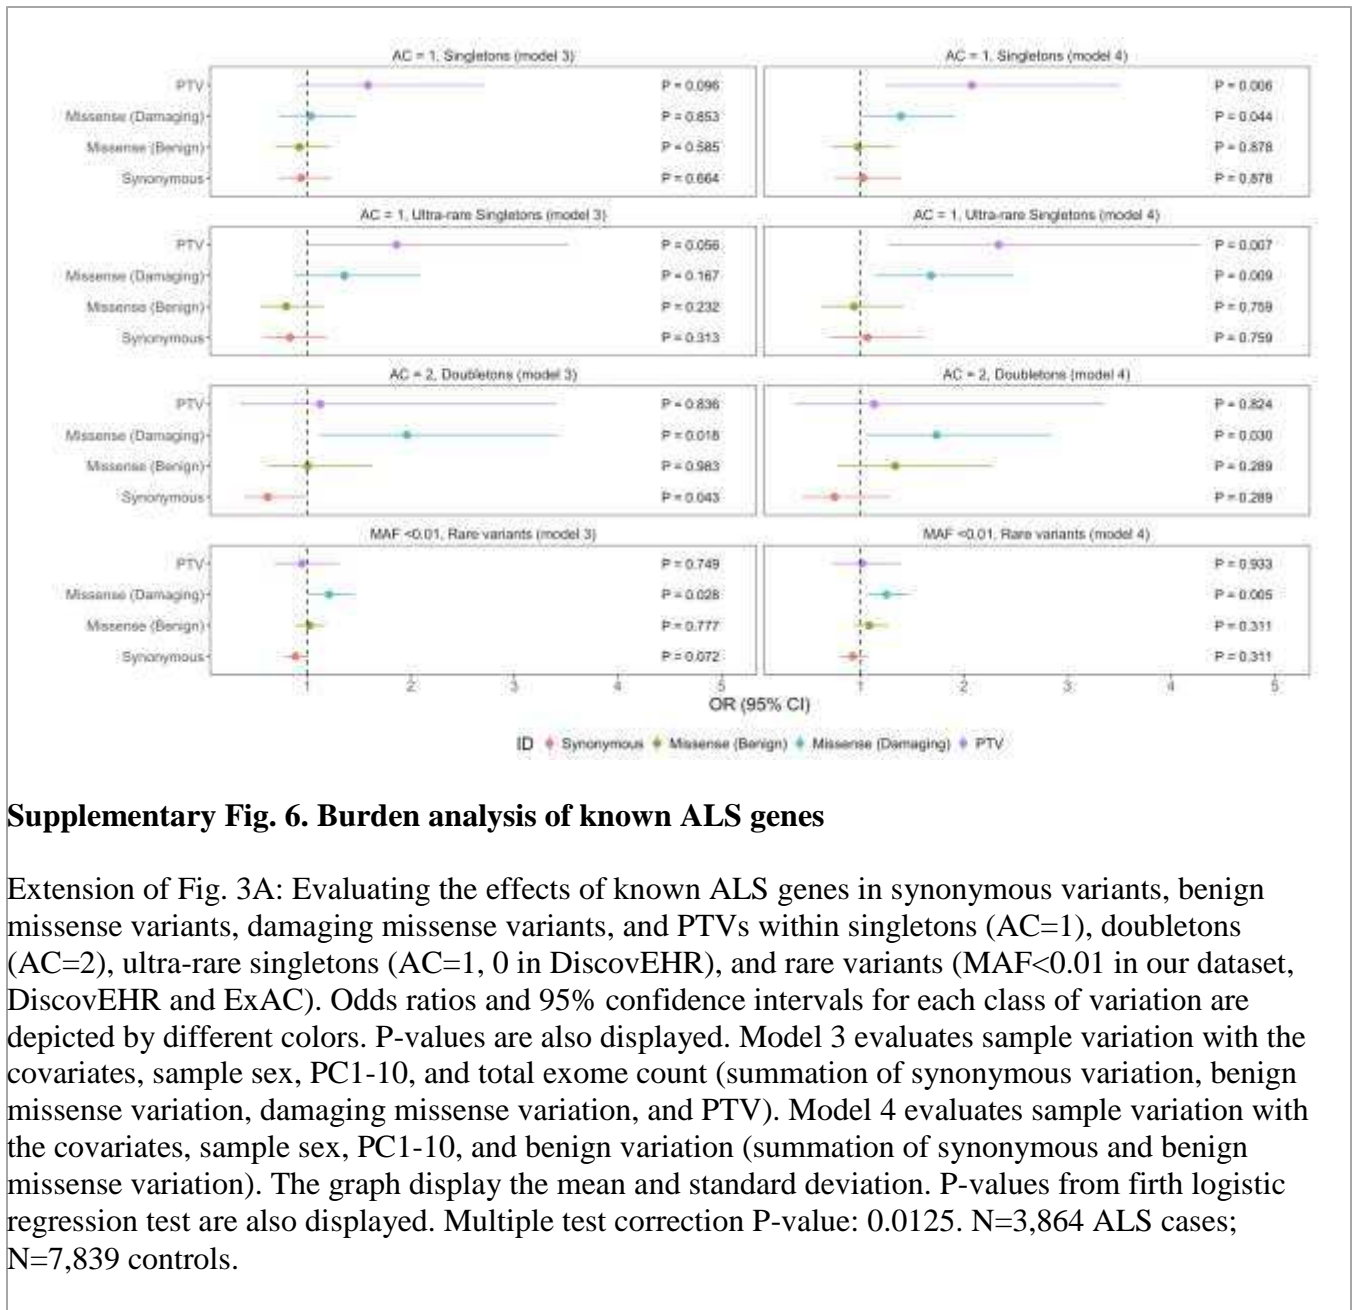 AC = 1, Singletons (model 3)
AC = 1, Singletons (model 4)
PTV
P = 0.096
P = 0.006
Missense (Damaging)
P = 0.853
P = 0.044
Missense (Benign)
P = 0.585
P = 0.878
Synonymous
P = 0.664
P = 0.878
AC = 1, Ultra-rare Singletons (model 3)
AC = 1, Ultra-rare Singletons (model 4)
PTV
P = 0.056
P = 0.007
Missense (Damaging)
P = 0.167
P = 0.009
Missense (Benign)
P = 0.232
P = 0.759
Synonymous
P = 0.313
P = 0.759
AC = 2, Doubletons (model 3)
AC = 2, Doubletons (model 4)
PTV
P = 0.836
P = 0.824
Missense (Damaging)
P = 0.018
P = 0.030
Missense (Benign)
P = 0.983
P = 0.289
Synonymous
P = 0.043
P = 0.289
MAF <0.01, Rare variants (model 3)
MAF <0.01, Rare variants (model 4)
PTV
P = 0.749
P = 0.933
Missense (Damaging)
P = 0.028
P = 0.005
Missense (Benign)
P = 0.777
P = 0.311
Synonymous
P = 0.072
P = 0.311
1 2 3 4 5 1 2 3 4 5
OR (95% CI)
ID Synonymous Missense (Benign) Missense (Damaging) PTV
Supplementary Fig. 6. Burden analysis of known ALS genes
Extension of Fig. 3A: Evaluating the effects of known ALS genes in synonymous variants, benign
missense variants, damaging missense variants, and PTVs within singletons (AC=1), doubletons
(AC=2), ultra-rare singletons (AC=1, 0 in DiscovEHR), and rare variants (MAF<0.01 in our dataset,
DiscovEHR and ExAC). Odds ratios and 95% confidence intervals for each class of variation are
depicted by different colors. P-values are also displayed. Model 3 evaluates sample variation with the
covariates, sample sex, PC1-10, and total exome count (summation of synonymous variation, benign
missense variation, damaging missense variation, and PTV). Model 4 evaluates sample variation with
the covariates, sample sex, PC1-10, and benign variation (summation of synonymous and benign
missense variation). The graph display the mean and standard deviation. P-values from firth logistic
regression test are also displayed. Multiple test correction P-value: 0.0125. N=3,864 ALS cases;
N=7,839 controls.